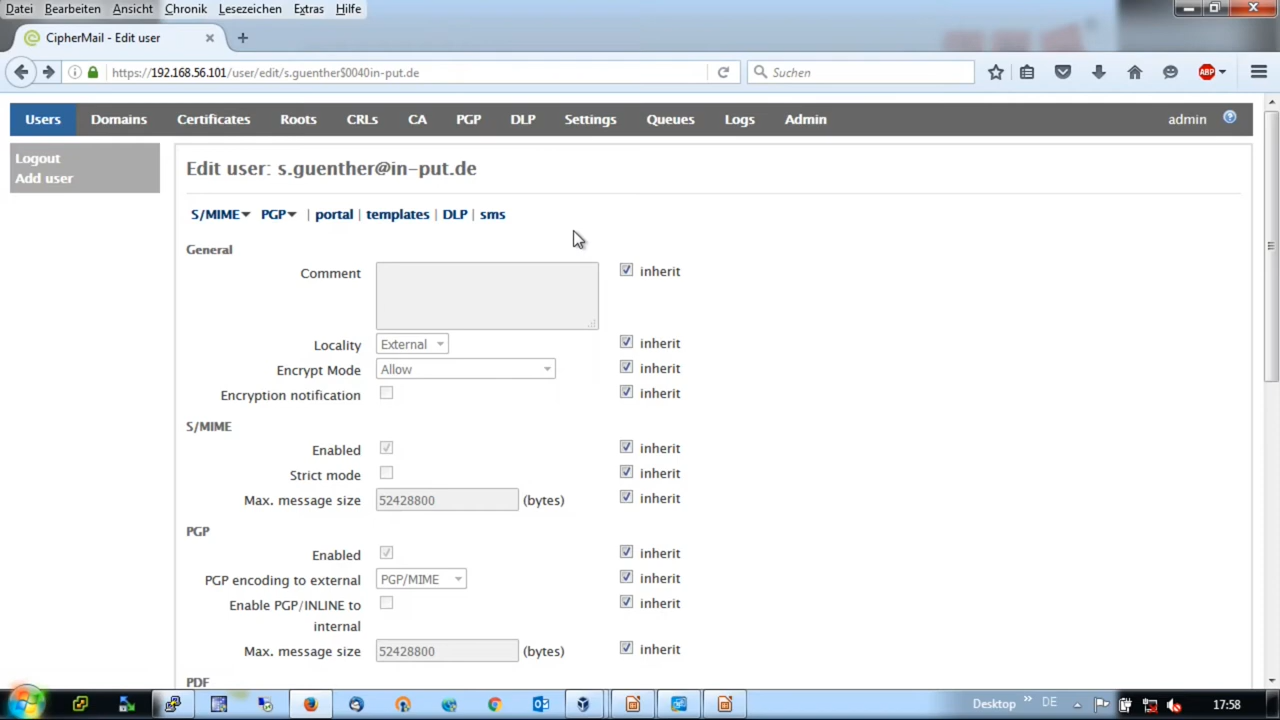 Datei Bearbeiten Ansicht Chronik Lesezeichen Extras Hilfe
CipherMail - Edit user
https://192.168.56.101/user/edit/s.guenther$0040in-put.de
Suchen
ABP
Users Domains Certificates Roots CRLs CA PGP DLP Settings Queues Logs Admin admin
Logout
Add user
Edit user: s.guenther@in-put.de
S/MIME PGP | portal | templates | DLP | sms
General
Comment inherit
Locality External inherit
Encrypt Mode Allow inherit
Encryption notification inherit
S/MIME
Enabled inherit
Strict mode inherit
Max. message size 52428800 (bytes) inherit
PGP
Enabled inherit
PGP encoding to external PGP/MIME inherit
Enable PGP/INLINE to inherit
internal
Max. message size 52428800 (bytes) inherit
PDF
Desktop » DE 17:58